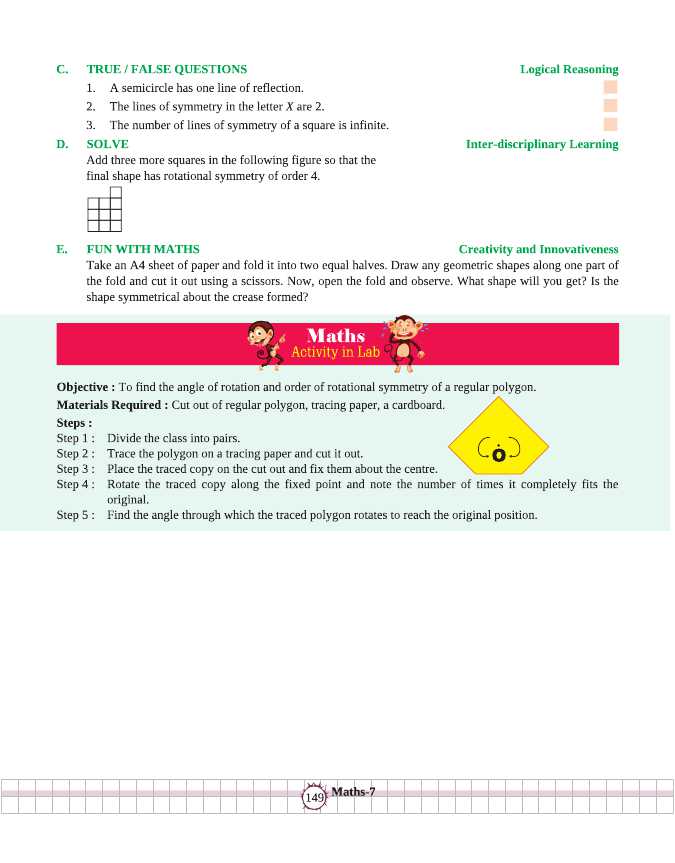 C. TRUE / FALSE QUESTIONS Logical Reasoning
1. A semicircle has one line of reflection.
2. The lines of symmetry in the letter X are 2.
3. The number of lines of symmetry of a square is infinite.
D. SOLVE Inter-disciplinary Learning
Add three more squares in the following figure so that the
final shape has rotational symmetry of order 4.
E. FUN WITH MATHS Creativity and Innovativeness
Take an A4 sheet of paper and fold it into two equal halves. Draw any geometric shapes along one part of
the fold and cut it out using a scissors. Now, open the fold and observe. What shape will you get? Is the
shape symmetrical about the crease formed?
Maths
Activity in Lab
Objective : To find the angle of rotation and order of rotational symmetry of a regular polygon.
Materials Required : Cut out of regular polygon, tracing paper, a cardboard.
Steps :
Step 1 : Divide the class into pairs.
Step 2 : Trace the polygon on a tracing paper and cut it out.
Step 3 : Place the traced copy on the cut out and fix them about the centre.
Step 4 : Rotate the traced copy along the fixed point and note the number of times it completely fits the
original.
Step 5 : Find the angle through which the traced polygon rotates to reach the original position.
o
149 Maths-7